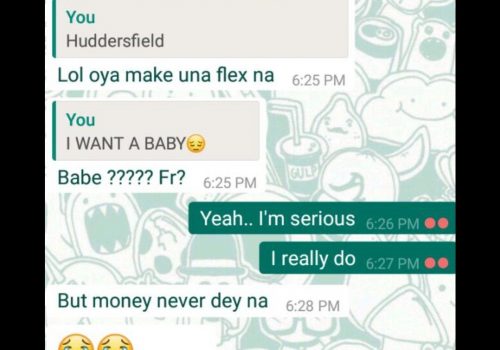 You
Huddersfield
Lol oya make una flex na 6:25 PM
You
I WANT A BABY😔
Babe ????? Fr? 6:25 PM
Yeah.. I'm serious 6:26 PM
I really do 6:27 PM
But money never dey na 6:28 PM
😭😭
GULP